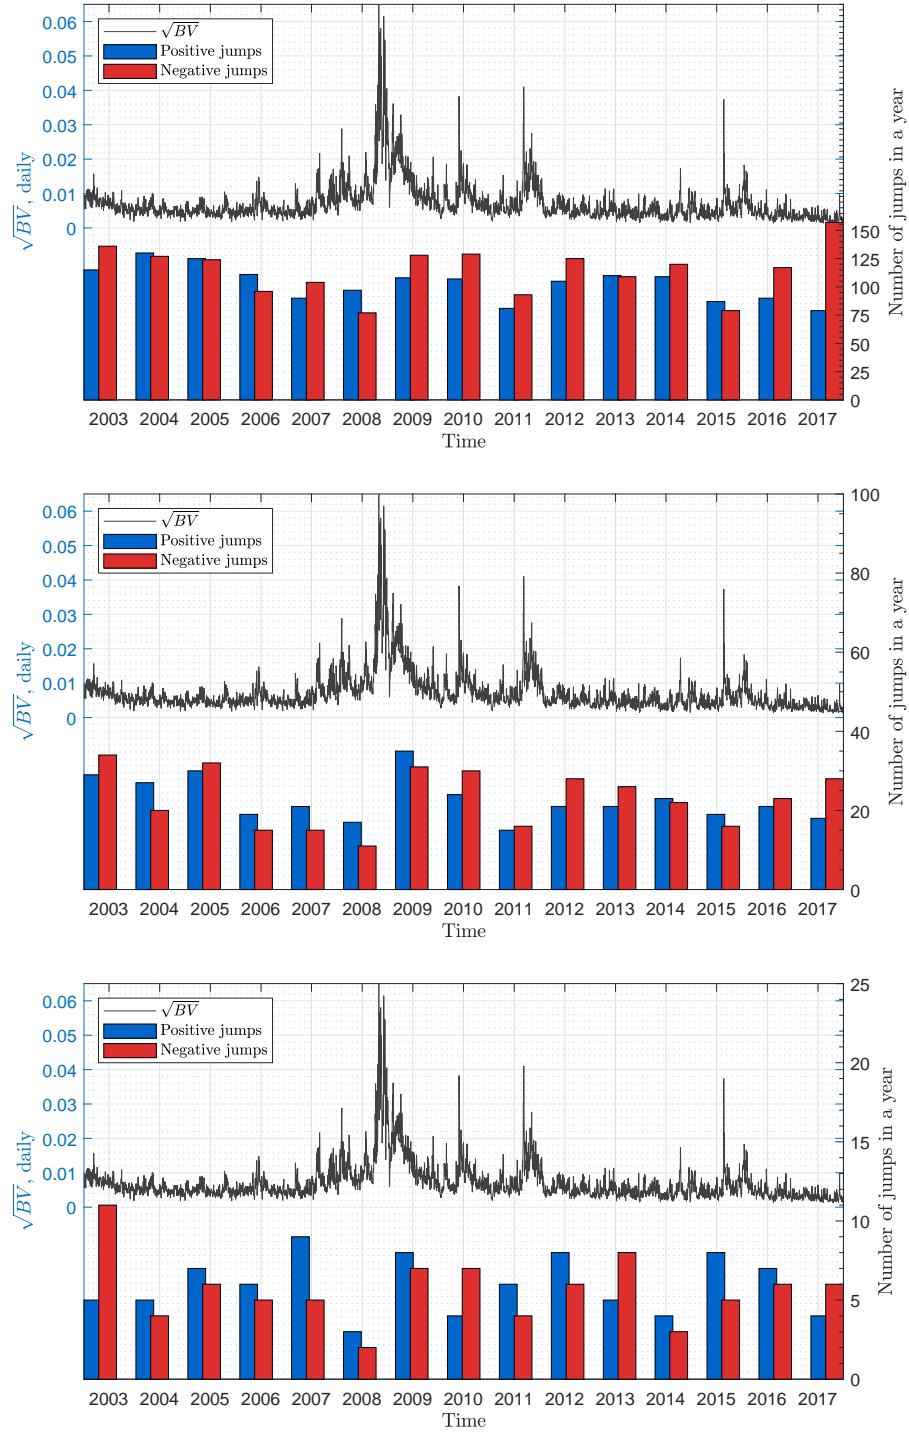 √BV
Positive jumps
Negative jumps
0.06
0.05
0.04
0.03
0.02
0.01
0
√BV, daily
150
125
100
75
50
25
0
Number of jumps in a year
2003 2004 2005 2006 2007 2008 2009 2010 2011 2012 2013 2014 2015 2016 2017
Time
√BV
Positive jumps
Negative jumps
0.06
0.05
0.04
0.03
0.02
0.01
0
√BV, daily
100
80
60
40
20
0
Number of jumps in a year
2003 2004 2005 2006 2007 2008 2009 2010 2011 2012 2013 2014 2015 2016 2017
Time
√BV
Positive jumps
Negative jumps
0.06
0.05
0.04
0.03
0.02
0.01
0
√BV, daily
25
20
15
10
5
0
Number of jumps in a year
2003 2004 2005 2006 2007 2008 2009 2010 2011 2012 2013 2014 2015 2016 2017
Time